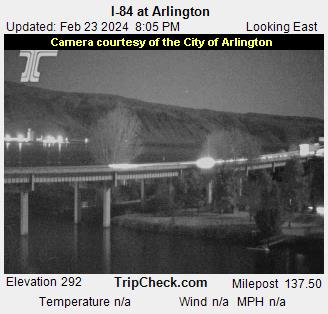 I-84 at Arlington
Updated: Feb 23 2024 8:05 PM Looking East
Camera courtesy of the City of Arlington
Elevation 292 TripCheck.com Milepost 137.50
Temperature n/a Wind n/a MPH n/a